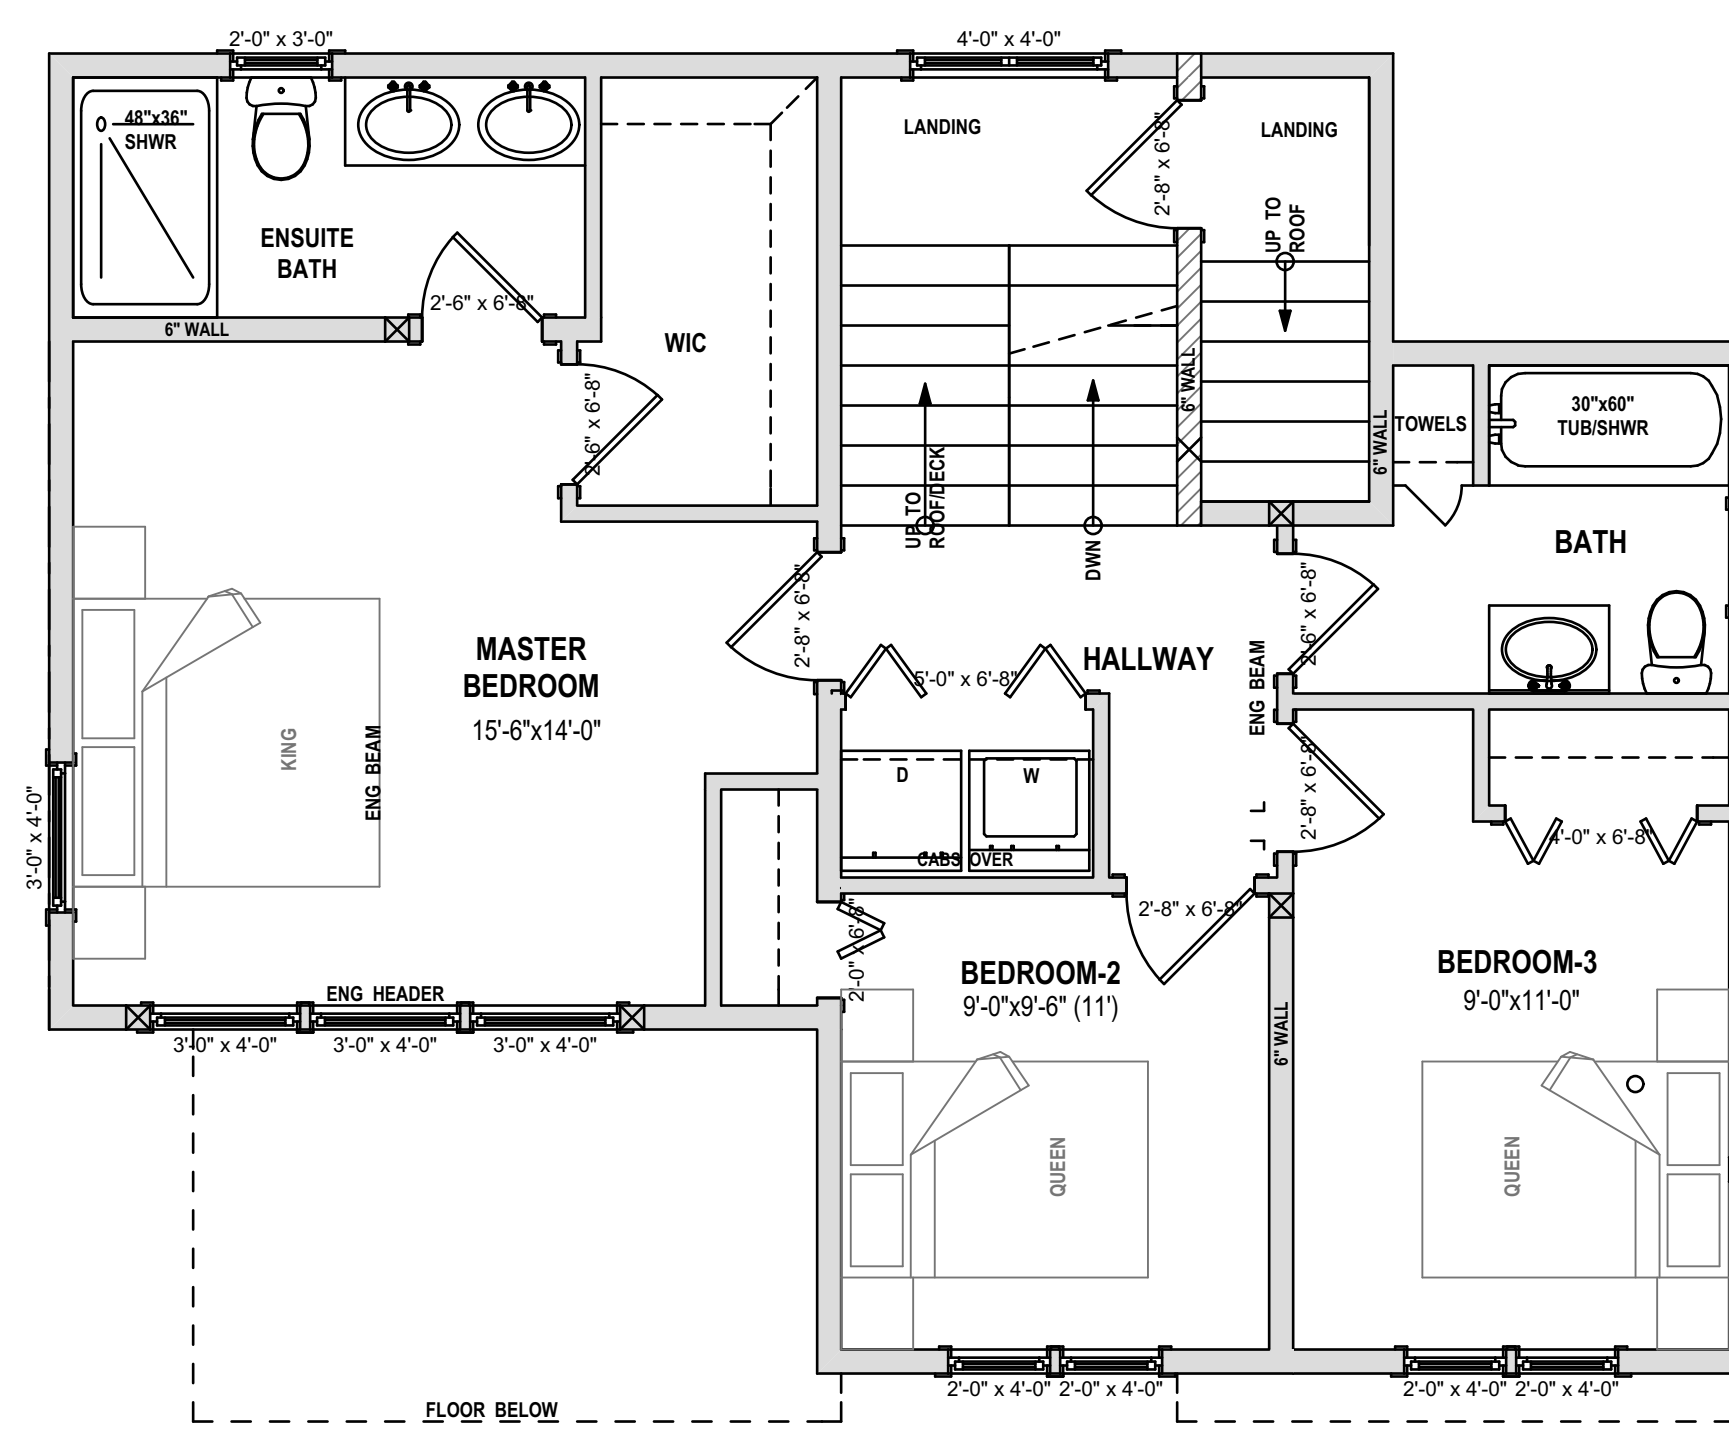 2'-0" x 3'-0"
4'-0" x 4'-0"
48"x36"
SHWR
LANDING
2'-8" x 6'-8"
LANDING
UP TO
ROOF
ENSUITE
BATH
2'-6" x 6'-8"
6" WALL
WIC
2'-6" x 6'-8"
6" WALL
6" WALL
TOWELS
30"x60"
TUB/SHWR
UP TO
ROOF/DECK
DWN
BATH
2'-8" x 6'-8"
2'-6" x 6'-8"
MASTER
BEDROOM
15'-6"x14'-0"
5'-0" x 6'-8"
HALLWAY
ENG BEAM
KING
ENG BEAM
D
W
CABS OVER
2'-8" x 6'-8"
4'-0" x 6'-8"
3'-0" x 4'-0"
2'-0" x 6'-8"
2'-8" x 6'-8"
BEDROOM-2
9'-0"x9'-6" (11')
BEDROOM-3
9'-0"x11'-0"
ENG HEADER
3'-0" x 4'-0"
3'-0" x 4'-0"
3'-0" x 4'-0"
6" WALL
QUEEN
QUEEN
2'-0" x 4'-0"
2'-0" x 4'-0"
2'-0" x 4'-0"
2'-0" x 4'-0"
FLOOR BELOW